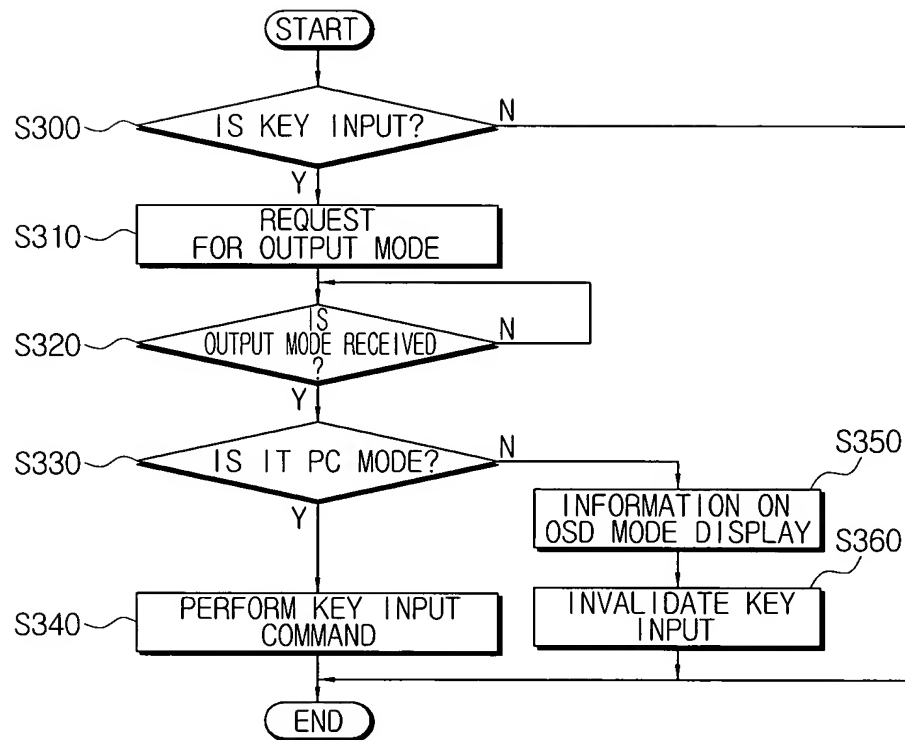 START
S300
IS KEY INPUT?
N
Y
S310
REQUEST
FOR OUTPUT MODE
S320
IS
OUTPUT MODE RECEIVED
?
N
Y
S330
IS IT PC MODE?
N
Y
S350
INFORMATION ON
OSD MODE DISPLAY
S360
INVALIDATE KEY
INPUT
S340
PERFORM KEY INPUT
COMMAND
END